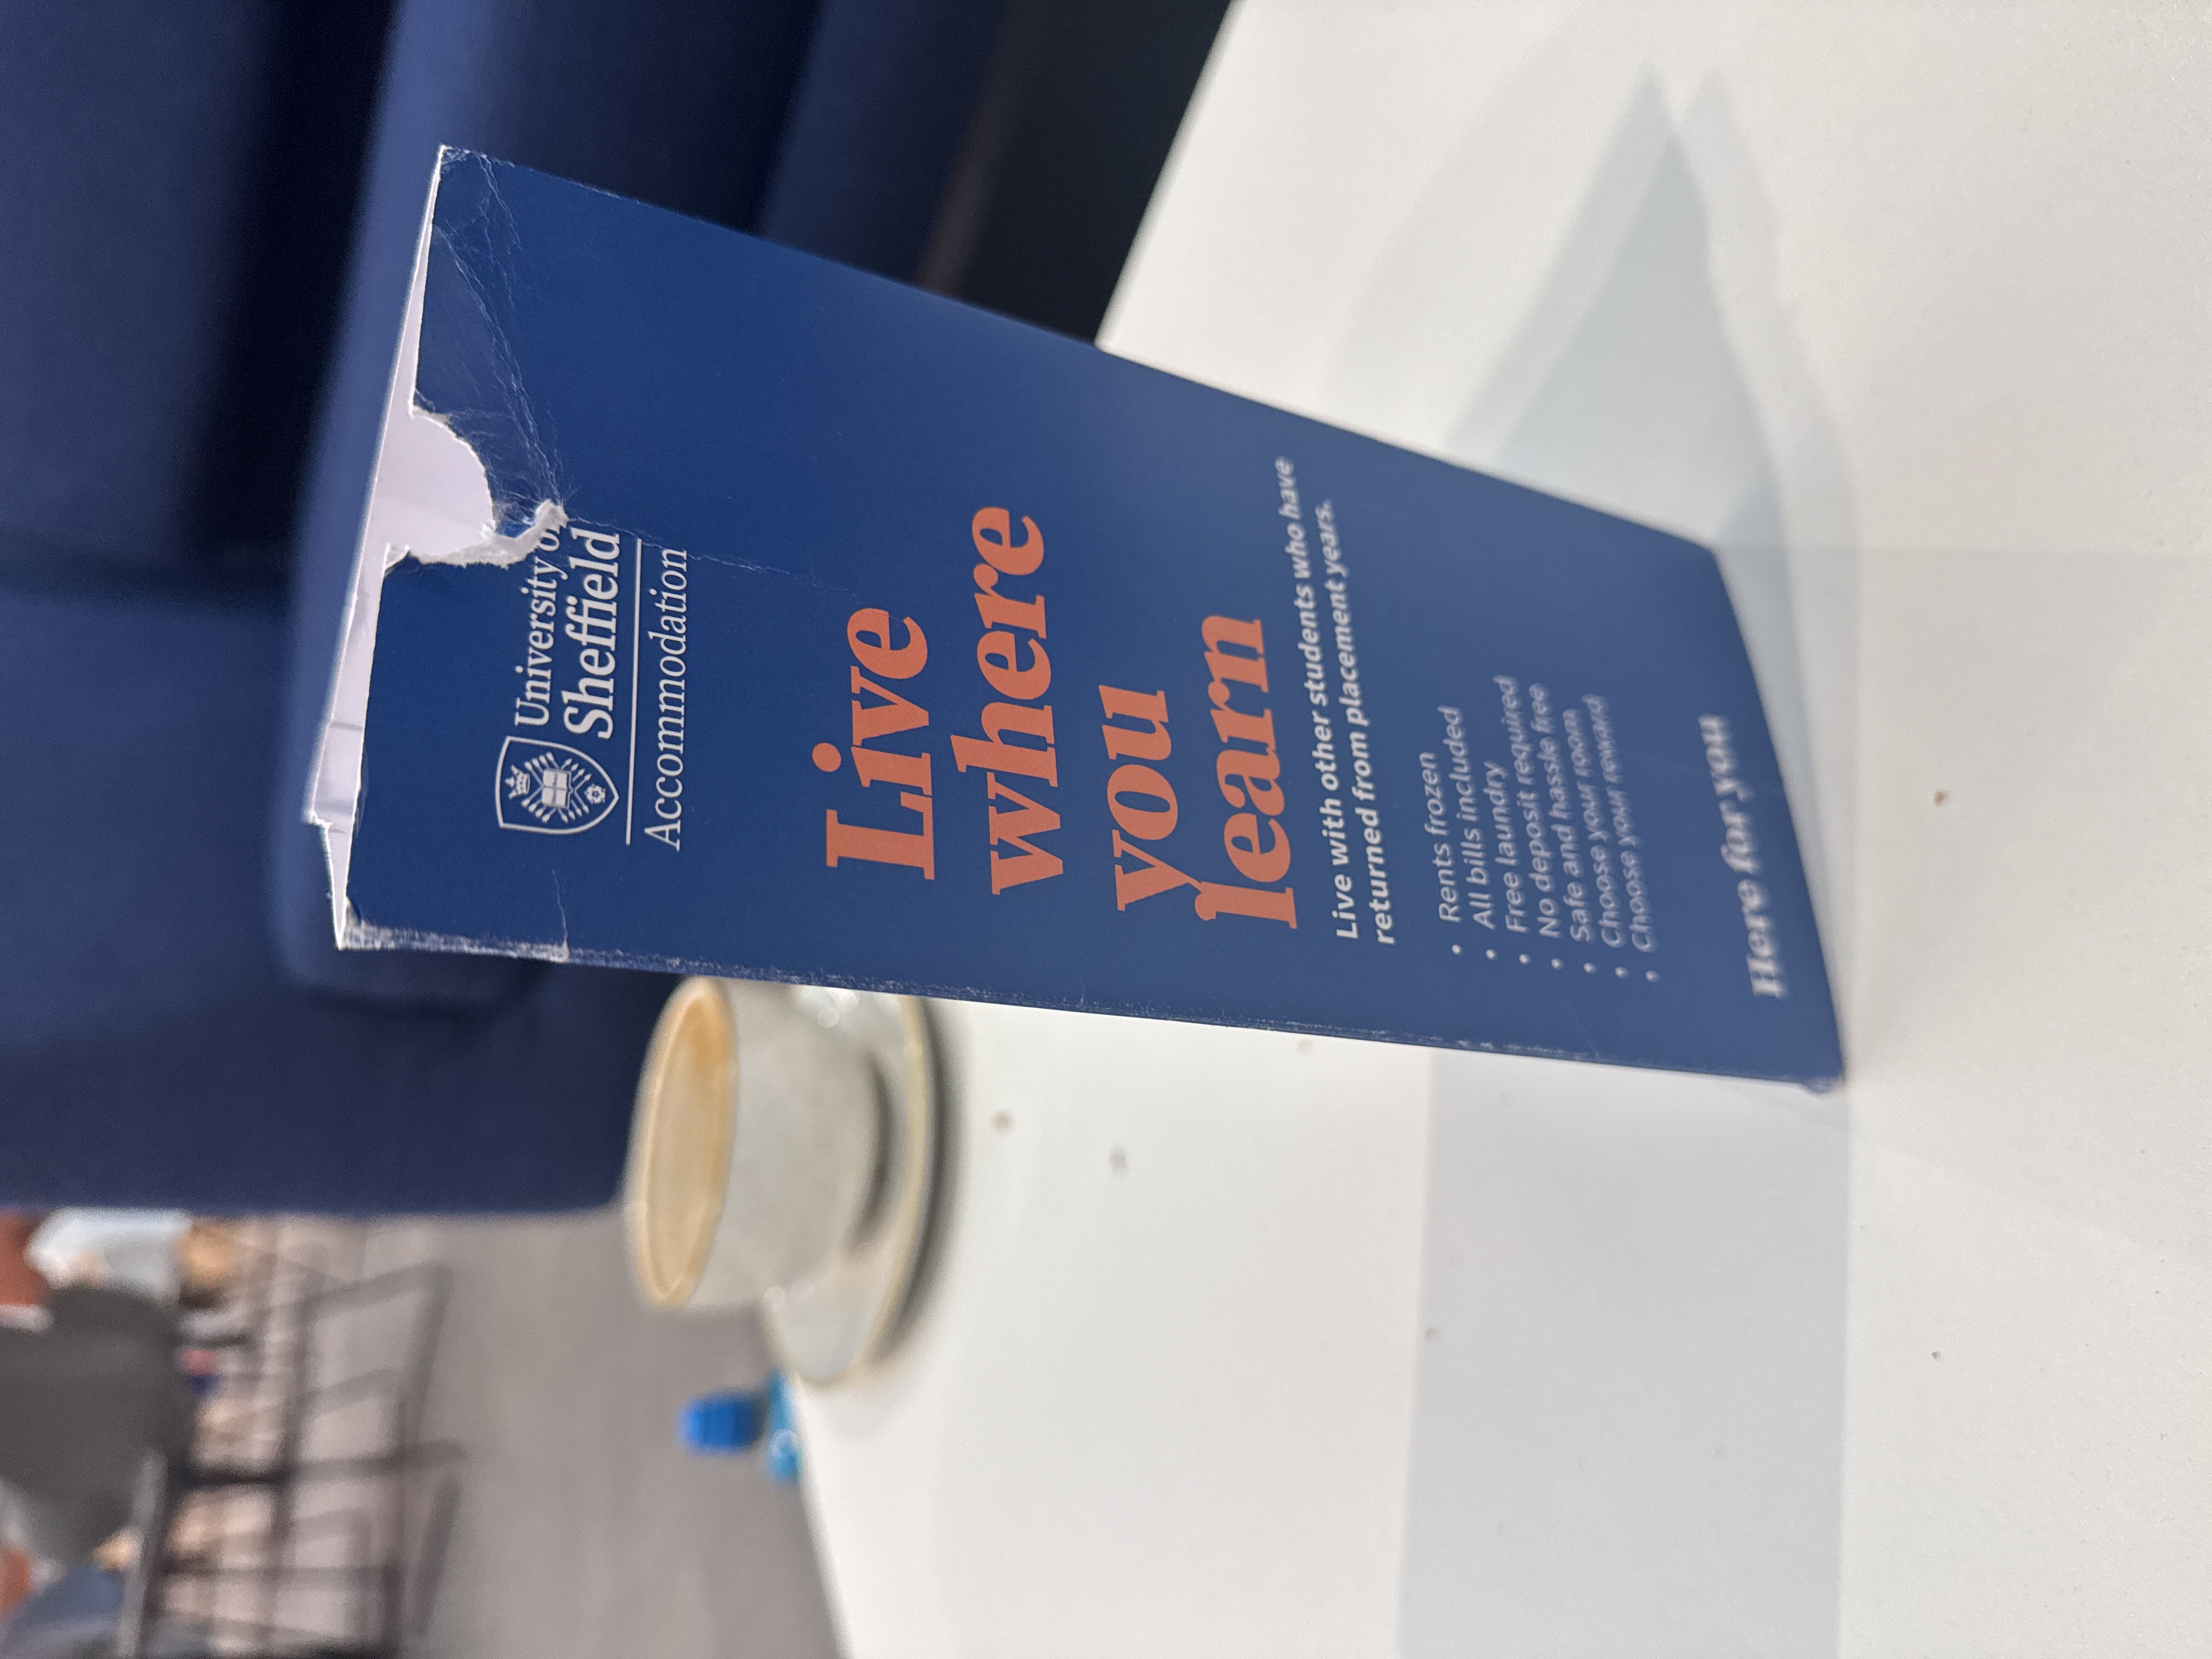 University of
Sheffield
Accommodation
Live
where
you
learn
Live with other students who have
returned from placement years.
• Rents frozen
• All bills included
• Free laundry
• No deposit required
• Safe and hassle free
• Choose your room
• Choose your reward
Here for you